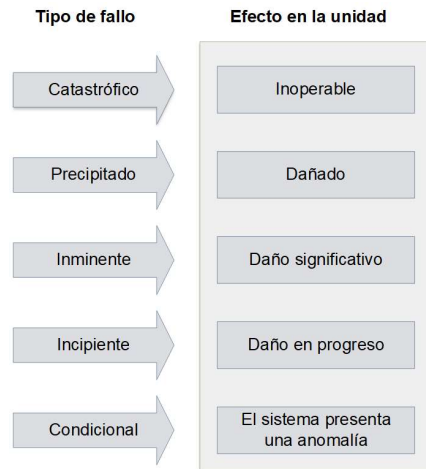 Tipo de fallo Efecto en la unidad
Catastrófico Inoperable
Precipitado Dañado
Inminente Daño significativo
Incipiente Daño en progreso
Condicional El sistema presenta
una anomalía